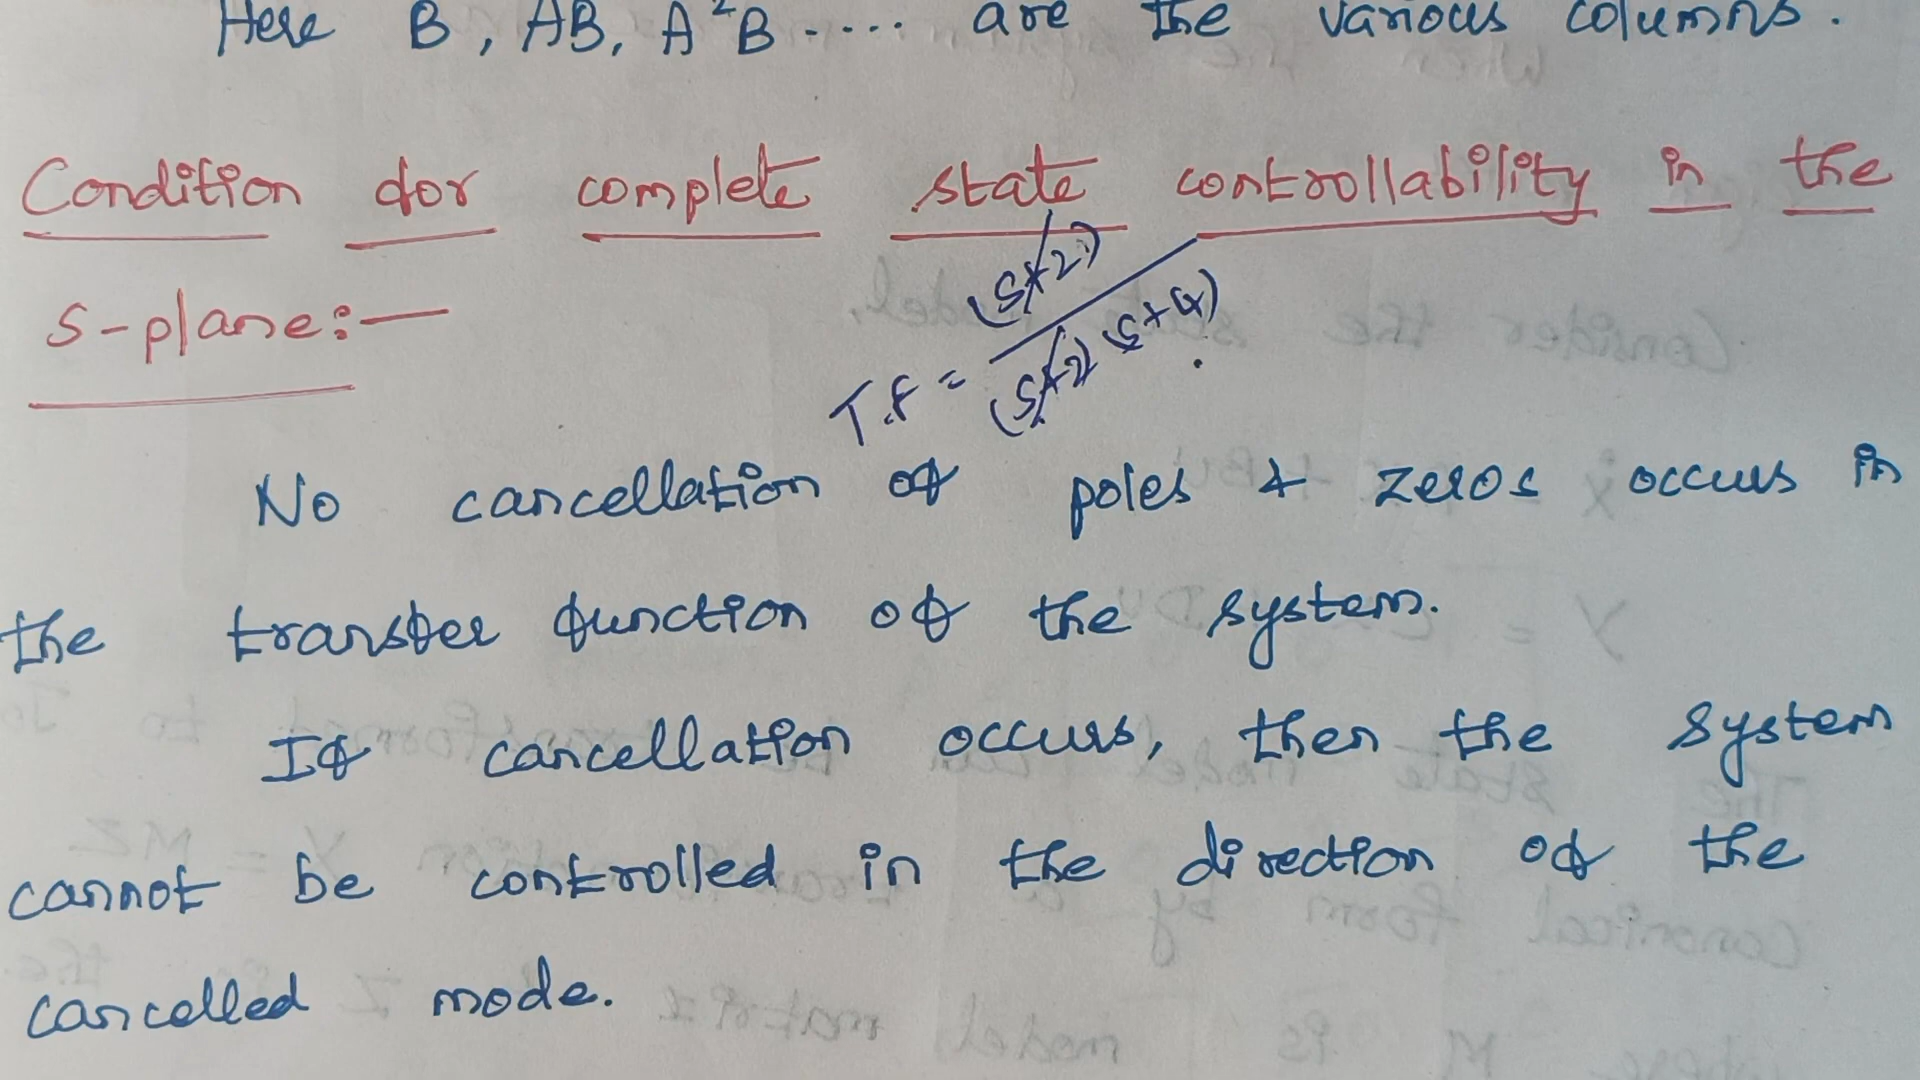 Here B, AB, A²B ..... are the various columns.
Condition for complete state controllability in the
s-plane:—
T.F = (s+2) / (s+2)(s+4)
No cancellation of poles & zeros occurs in
the transfer function of the system.
If cancellation occurs, then the system
cannot be controlled in the direction of the
cancelled mode.